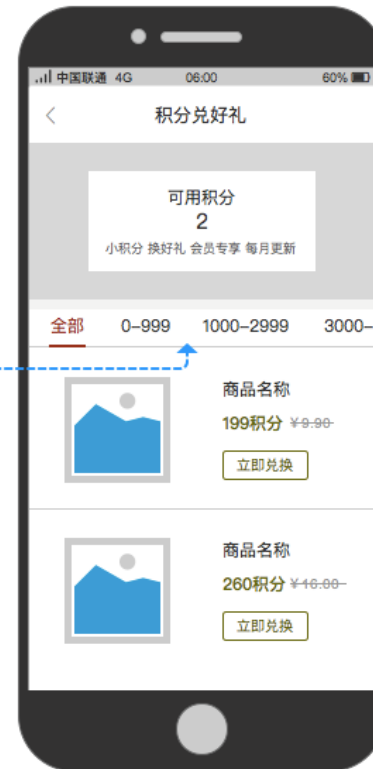 中国联通 4G 06:00 60%
积分兑好礼
可用积分
2
小积分 换好礼 会员专享 每月更新
全部 0-999 1000-2999 3000-
商品名称
199积分 ¥9.90
立即兑换
商品名称
260积分 ¥16.00
立即兑换